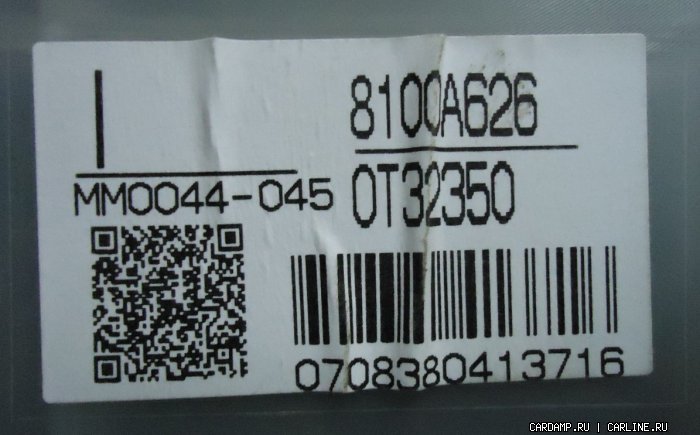 I
8100A626
MM0044-045
0T32350
0708380413716
CARDAMP.RU | CARLINE.RU